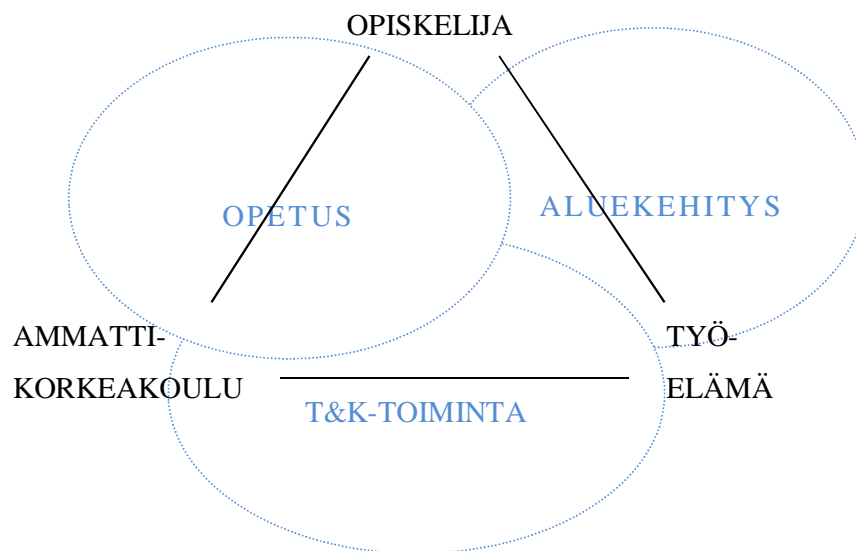 OPISKELIJA
OPETUS
ALUEKEHITYS
AMMATTI-
KORKEAKOULU
TYÖ-
ELÄMÄ
T&K-TOIMINTA